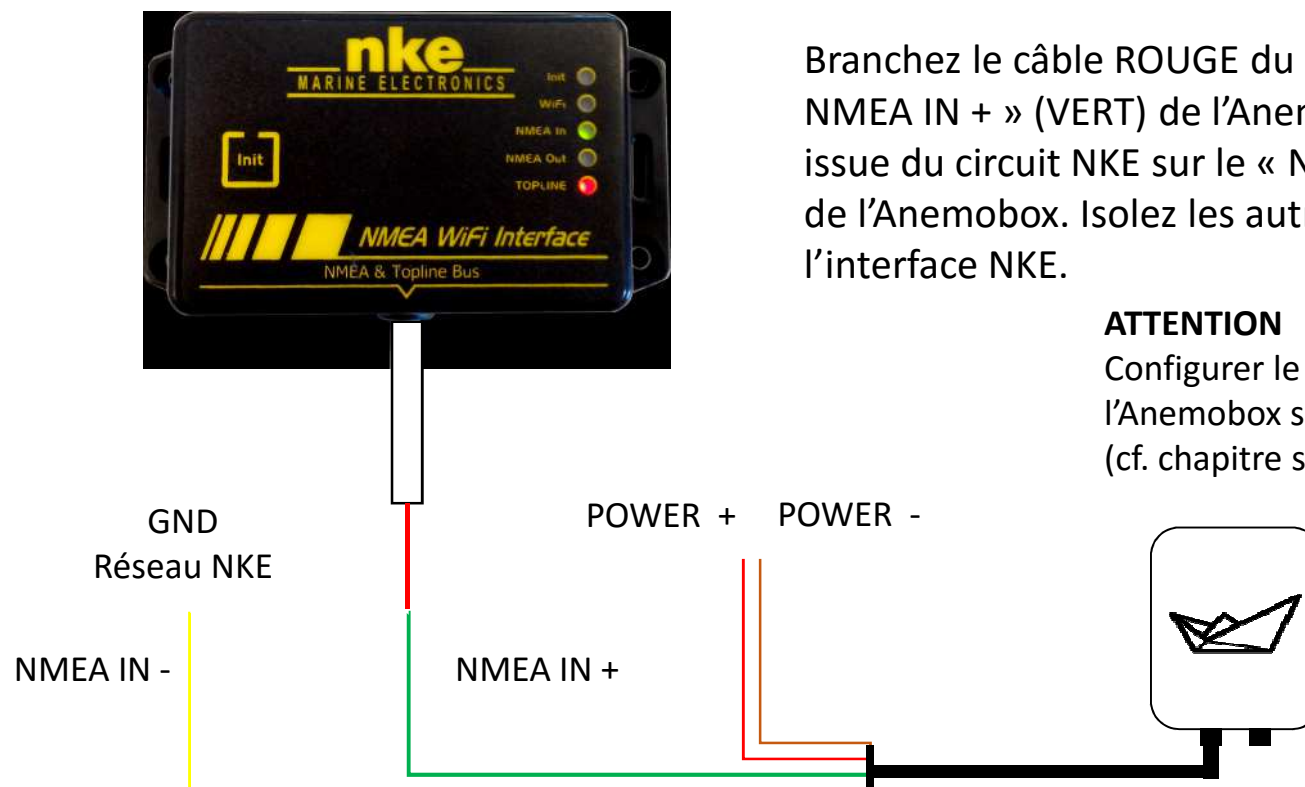 nke
MARINE ELECTRONICS
Init
WiFi
NMEA In
NMEA Out
TOPLINE
Init
NMEA WiFi Interface
NMEA & Topline Bus
Branchez le câble ROUGE du
NMEA IN + » (VERT) de l’Anem
issue du circuit NKE sur le « N
de l’Anemobox. Isolez les aut
l’interface NKE.
ATTENTION
Configurer le
l’Anemobox s
(cf. chapitre s
GND
Réseau NKE
POWER + POWER -
NMEA IN - NMEA IN +